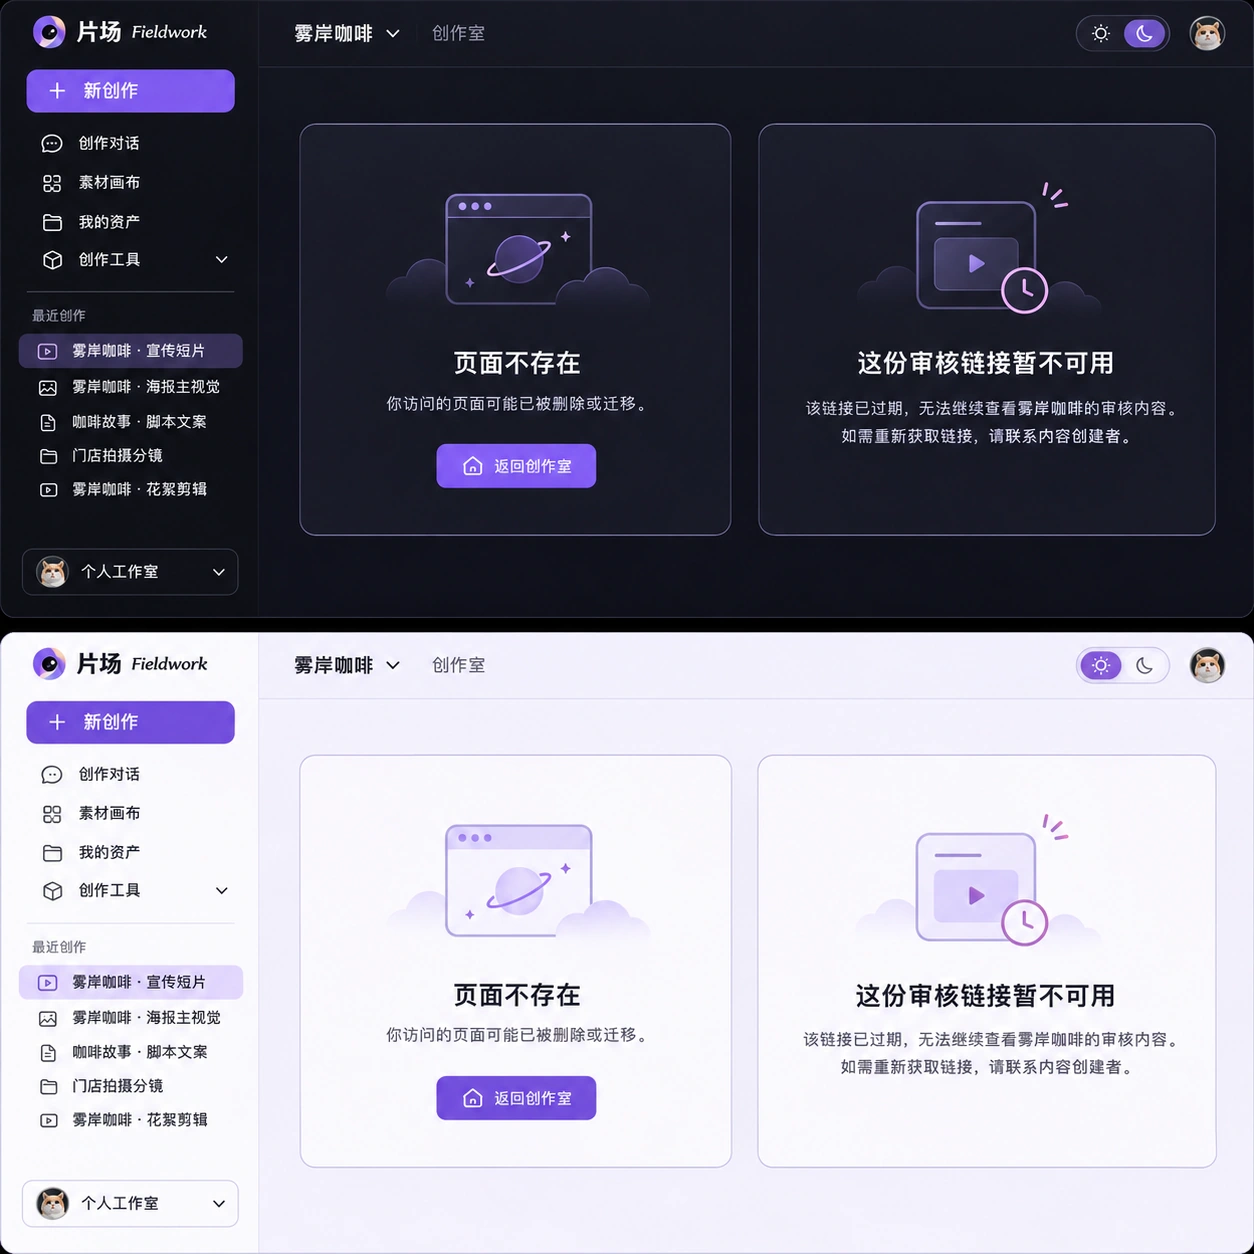 片场 Fieldwork
雾岸咖啡
创作室
新创作
创作对话
素材画布
我的资产
创作工具
最近创作
雾岸咖啡 · 宣传短片
雾岸咖啡 · 海报主视觉
咖啡故事 · 脚本文案
门店拍摄分镜
雾岸咖啡 · 花絮剪辑
个人工作室
页面不存在
你访问的页面可能已被删除或迁移。
返回创作室
这份审核链接暂不可用
该链接已过期，无法继续查看雾岸咖啡的审核内容。
如需重新获取链接，请联系内容创建者。
片场 Fieldwork
雾岸咖啡
创作室
新创作
创作对话
素材画布
我的资产
创作工具
最近创作
雾岸咖啡 · 宣传短片
雾岸咖啡 · 海报主视觉
咖啡故事 · 脚本文案
门店拍摄分镜
雾岸咖啡 · 花絮剪辑
个人工作室
页面不存在
你访问的页面可能已被删除或迁移。
返回创作室
这份审核链接暂不可用
该链接已过期，无法继续查看雾岸咖啡的审核内容。
如需重新获取链接，请联系内容创建者。